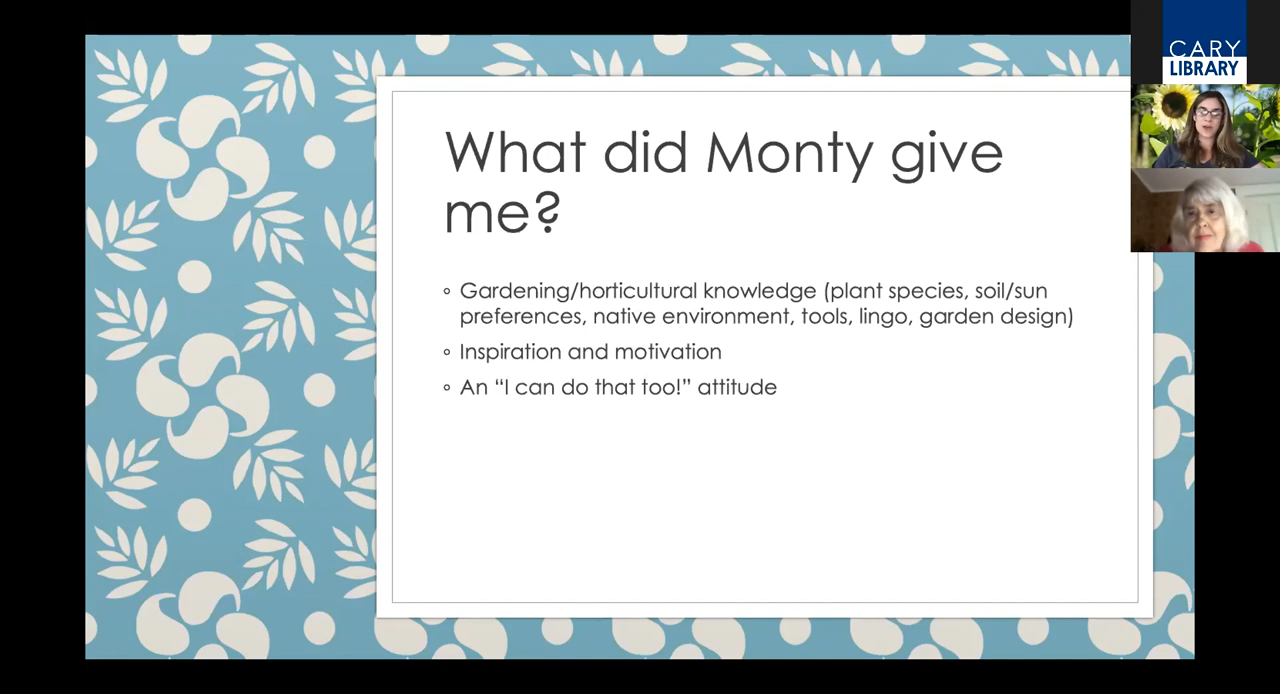 What did Monty give
me?
◦ Gardening/horticultural knowledge (plant species, soil/sun
preferences, native environment, tools, lingo, garden design)
◦ Inspiration and motivation
◦ An “I can do that too!” attitude
CARY
LIBRARY